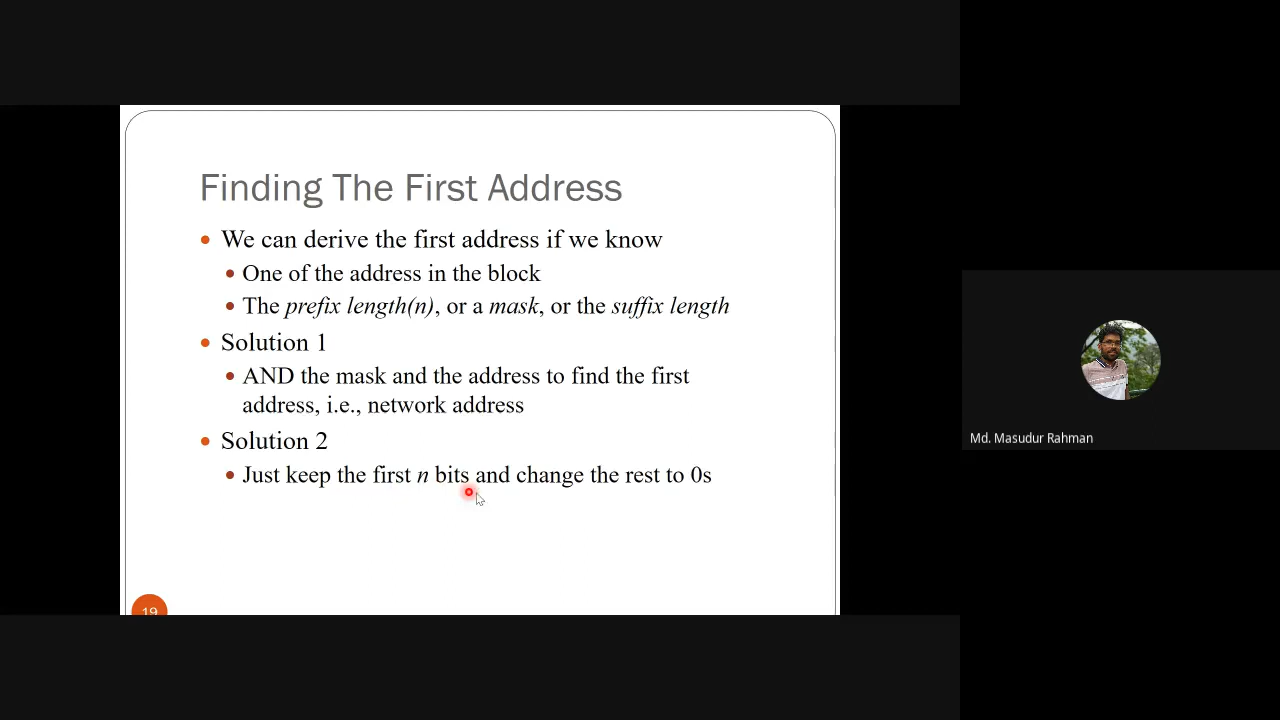 Finding The First Address
• We can derive the first address if we know
• One of the address in the block
• The prefix length(n), or a mask, or the suffix length
• Solution 1
• AND the mask and the address to find the first
address, i.e., network address
• Solution 2
• Just keep the first n bits and change the rest to 0s
19
Md. Masudur Rahman